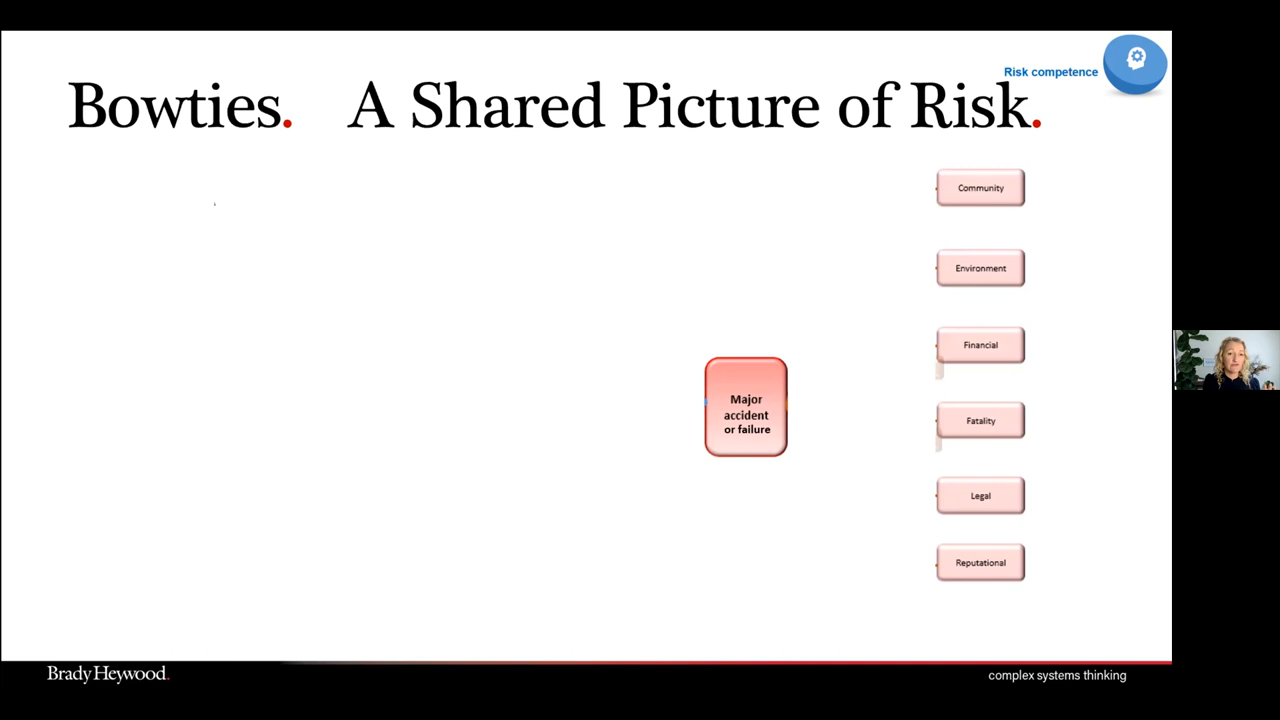 Risk competence
Bowties. A Shared Picture of Risk.
Community
Environment
Financial
Major
accident
or failure
Fatality
Legal
Reputational
Brady Heywood.
complex systems thinking